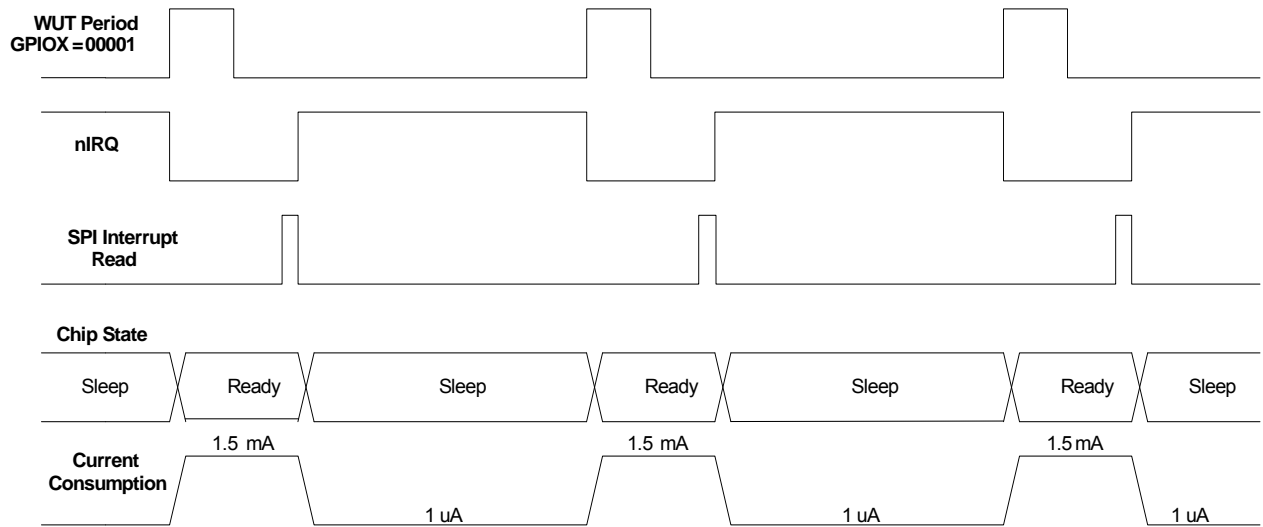 WUT Period
GPIOX = 00001
nIRQ
SPI Interrupt
Read
Chip State
Sleep Ready Sleep Ready Sleep Ready Sleep
1.5 mA 1.5 mA 1.5 mA
Current
Consumption
1 uA 1 uA 1 uA